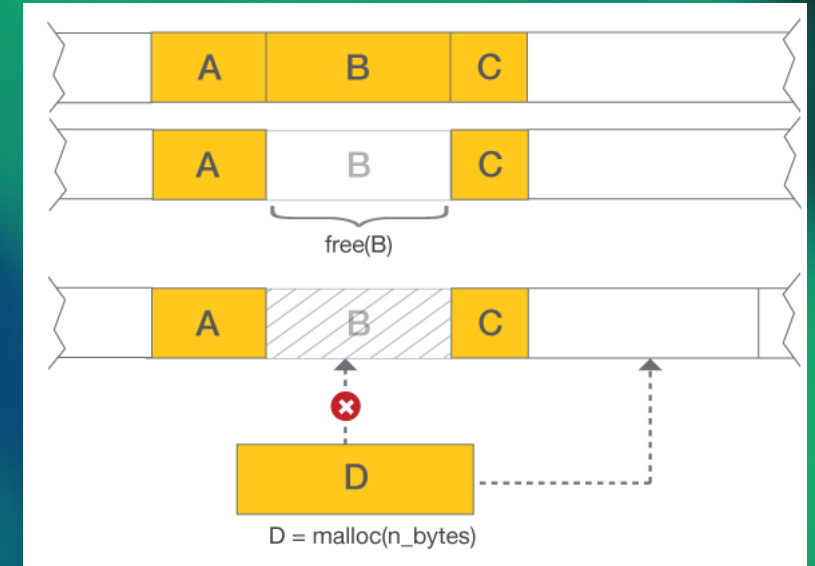 A B C
A B C
free(B)
A B C
D
D = malloc(n_bytes)